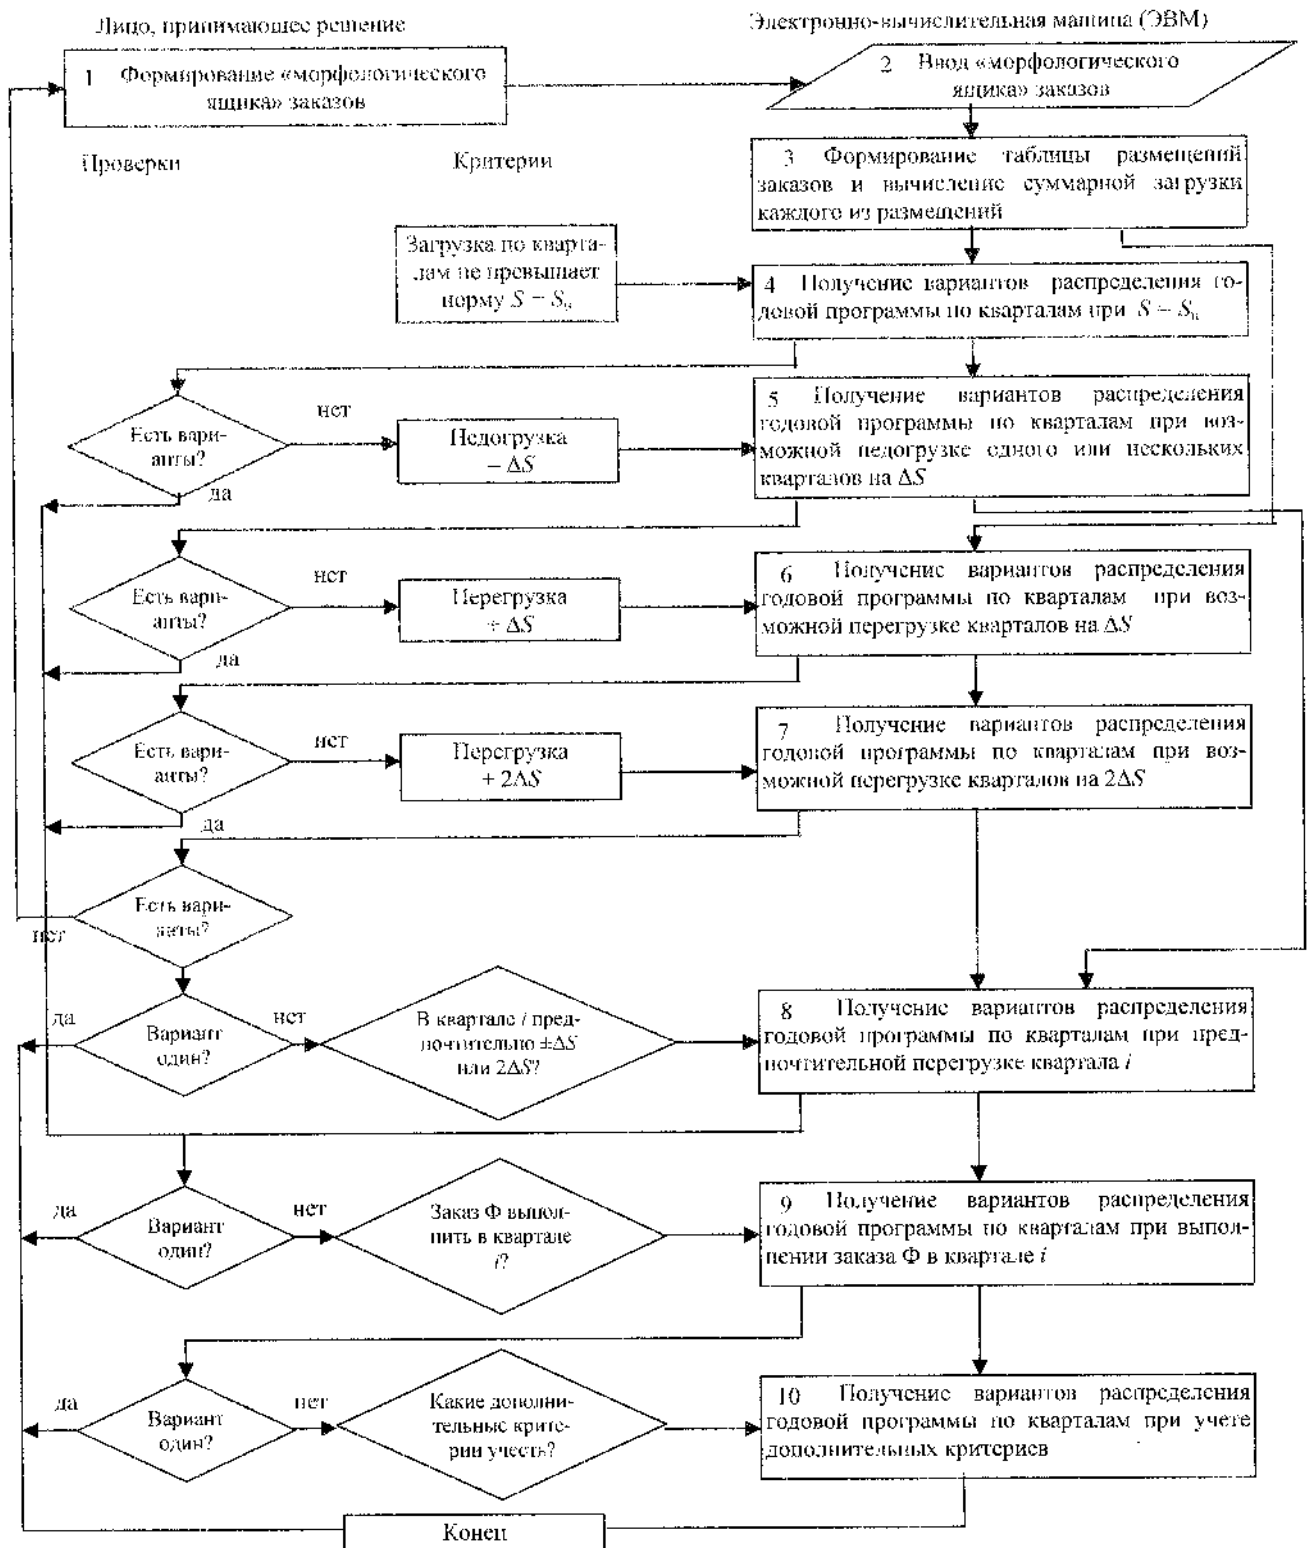 Лицо, принимающее решение
Электронно-вычислительная машина (ЭВМ)
1 Формирование «морфологического
ящика» заказов
2 Ввод «морфологического
ящика» заказов
Проверки
Критерии
3 Формирование таблицы размещений
заказов и вычисление суммарной загрузки
каждого из размещений
Загрузка по кварта-
лам не превышает
норму S = Sн
4 Получение вариантов распределения го-
довой программы по кварталам при S = Sн
Есть вари-
анты?
нет
да
Недогрузка
– ΔS
5 Получение вариантов распределения
годовой программы по кварталам при воз-
можной недогрузке одного или нескольких
кварталов на ΔS
Есть вари-
анты?
нет
да
Перегрузка
+ ΔS
6 Получение вариантов распределения
годовой программы по кварталам при воз-
можной перегрузке кварталов на ΔS
Есть вари-
анты?
нет
да
Перегрузка
+ 2ΔS
7 Получение вариантов распределения
годовой программы по кварталам при воз-
можной перегрузке кварталов на 2ΔS
Есть вари-
анты?
нет
да
Вариант
один?
нет
В квартале i пред-
почтительно ±ΔS
или 2ΔS?
8 Получение вариантов распределения
годовой программы по кварталам при пред-
почтительной перегрузке квартала i
да
Вариант
один?
нет
Заказ Ф выпол-
нить в квартале
i?
9 Получение вариантов распределения
годовой программы по кварталам при выпол-
нении заказа Ф в квартале i
да
Вариант
один?
нет
Какие дополни-
тельные крите-
рии учесть?
10 Получение вариантов распределения
годовой программы по кварталам при учете
дополнительных критериев
Конец